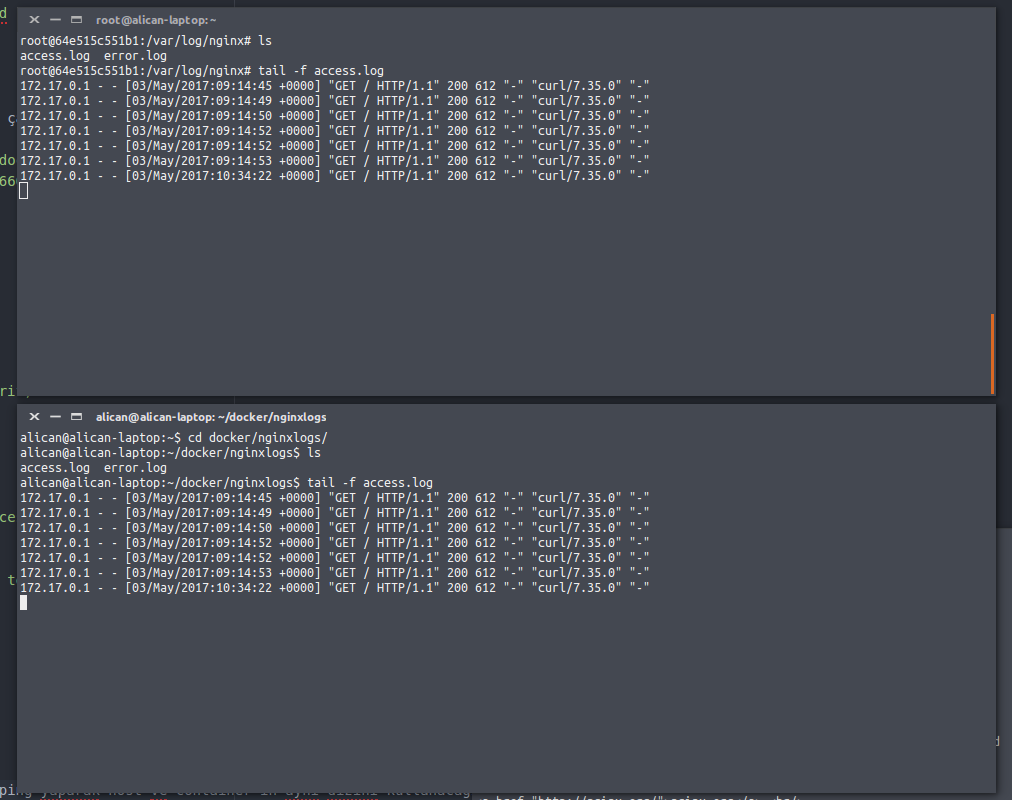 root@alican-laptop: ~
root@64e515c551b1:/var/log/nginx# ls
access.log  error.log
root@64e515c551b1:/var/log/nginx# tail -f access.log
172.17.0.1 - - [03/May/2017:09:14:45 +0000] "GET / HTTP/1.1" 200 612 "-" "curl/7.35.0" "-"
172.17.0.1 - - [03/May/2017:09:14:49 +0000] "GET / HTTP/1.1" 200 612 "-" "curl/7.35.0" "-"
172.17.0.1 - - [03/May/2017:09:14:50 +0000] "GET / HTTP/1.1" 200 612 "-" "curl/7.35.0" "-"
172.17.0.1 - - [03/May/2017:09:14:52 +0000] "GET / HTTP/1.1" 200 612 "-" "curl/7.35.0" "-"
172.17.0.1 - - [03/May/2017:09:14:52 +0000] "GET / HTTP/1.1" 200 612 "-" "curl/7.35.0" "-"
172.17.0.1 - - [03/May/2017:09:14:53 +0000] "GET / HTTP/1.1" 200 612 "-" "curl/7.35.0" "-"
172.17.0.1 - - [03/May/2017:10:34:22 +0000] "GET / HTTP/1.1" 200 612 "-" "curl/7.35.0" "-"
alican@alican-laptop: ~/docker/nginxlogs
alican@alican-laptop:~$ cd docker/nginxlogs/
alican@alican-laptop:~/docker/nginxlogs$ ls
access.log  error.log
alican@alican-laptop:~/docker/nginxlogs$ tail -f access.log
172.17.0.1 - - [03/May/2017:09:14:45 +0000] "GET / HTTP/1.1" 200 612 "-" "curl/7.35.0" "-"
172.17.0.1 - - [03/May/2017:09:14:49 +0000] "GET / HTTP/1.1" 200 612 "-" "curl/7.35.0" "-"
172.17.0.1 - - [03/May/2017:09:14:50 +0000] "GET / HTTP/1.1" 200 612 "-" "curl/7.35.0" "-"
172.17.0.1 - - [03/May/2017:09:14:52 +0000] "GET / HTTP/1.1" 200 612 "-" "curl/7.35.0" "-"
172.17.0.1 - - [03/May/2017:09:14:52 +0000] "GET / HTTP/1.1" 200 612 "-" "curl/7.35.0" "-"
172.17.0.1 - - [03/May/2017:09:14:53 +0000] "GET / HTTP/1.1" 200 612 "-" "curl/7.35.0" "-"
172.17.0.1 - - [03/May/2017:10:34:22 +0000] "GET / HTTP/1.1" 200 612 "-" "curl/7.35.0" "-"